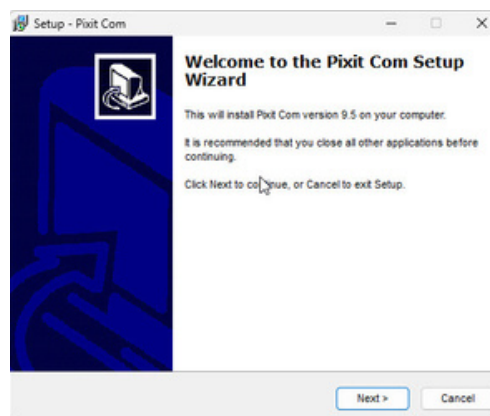 Setup - Pixit Com
Welcome to the Pixit Com Setup
Wizard
This will install Pixit Com version 9.5 on your computer.
It is recommended that you close all other applications before
continuing.
Click Next to continue, or Cancel to exit Setup.
Next >
Cancel